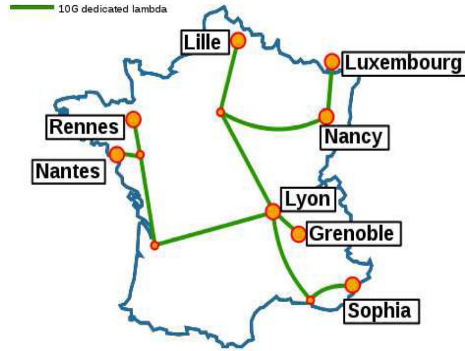 10G dedicated lambda
Lille
Luxembourg
Rennes
Nancy
Nantes
Lyon
Grenoble
Sophia